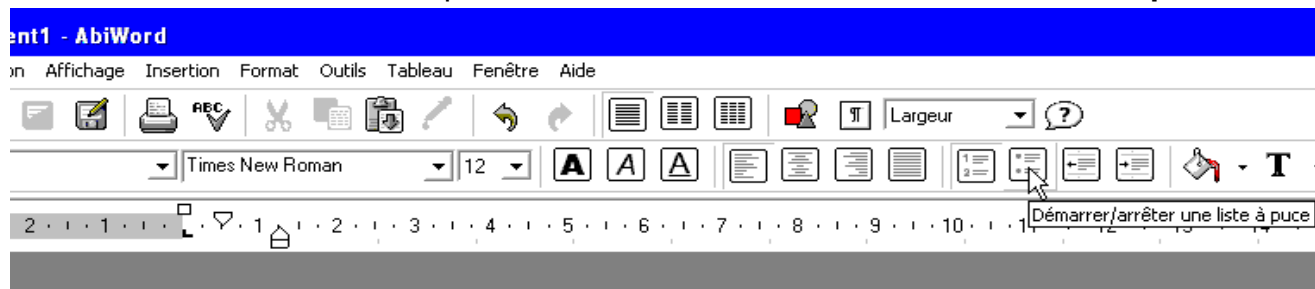 ent1 - AbiWord
on Affichage Insertion Format Outils Tableau Fenêtre Aide
ABC ¶ Largeur ?
Times New Roman 12 A A A 1 2 T
Démarrer/arrêter une liste à puce
2 1 1 2 3 4 5 6 7 8 9 10